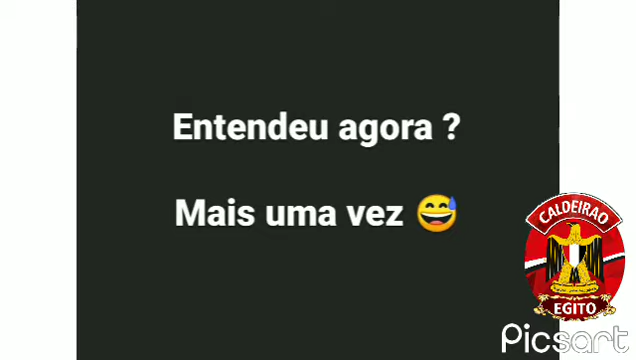 Entendeu agora ?
Mais uma vez 😅
CALDEIRAO
EGITO
Picsart